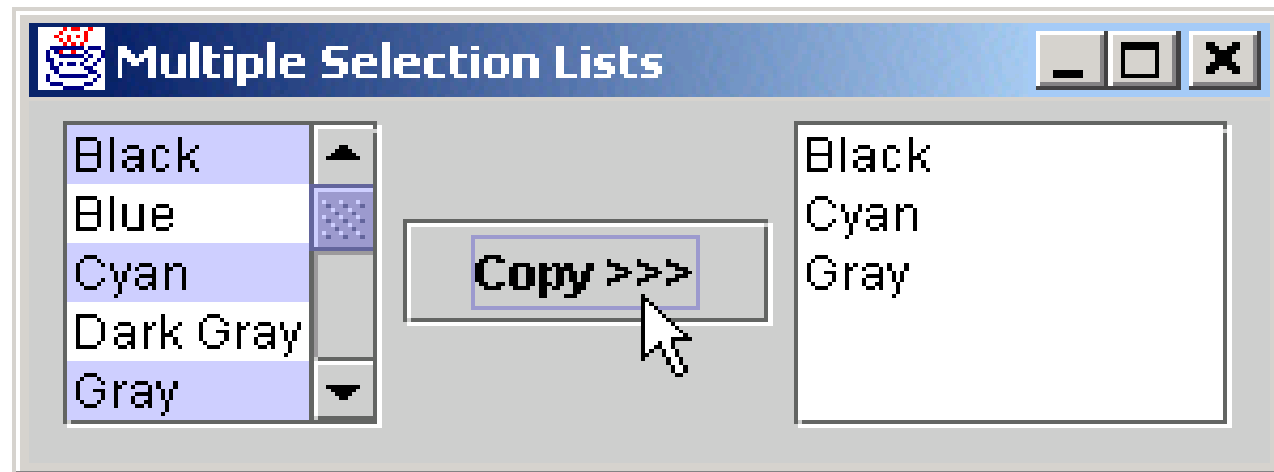 Multiple Selection Lists
Black
Blue
Cyan
Dark Gray
Gray
Copy >>>
Black
Cyan
Gray